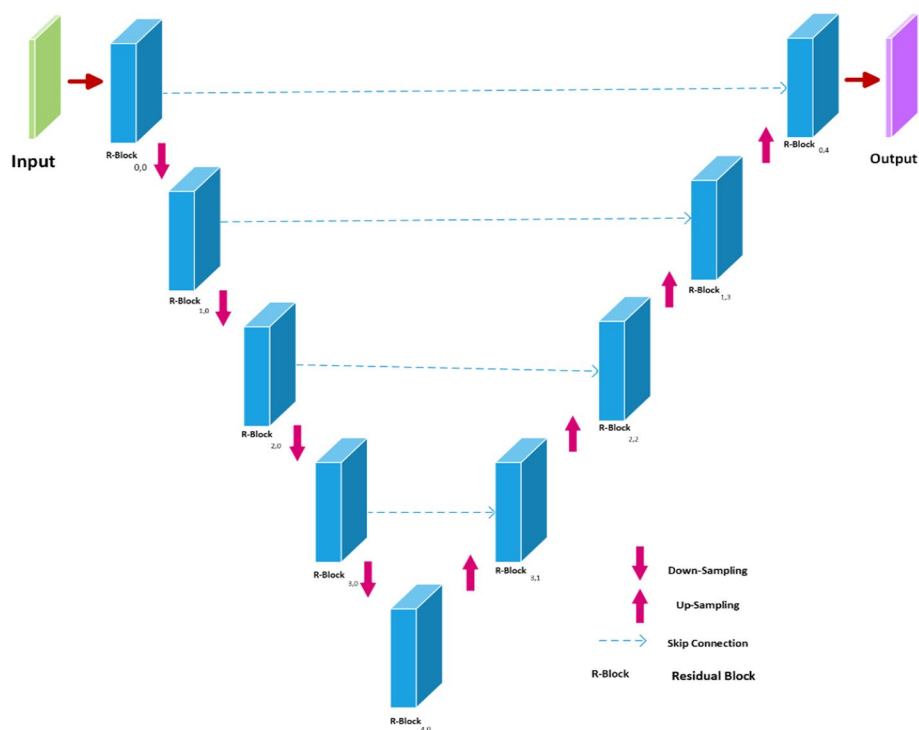 Input
R-Block 0,0
R-Block 0,4
Output
R-Block 1,0
R-Block 1,3
R-Block 2,0
R-Block 2,2
R-Block 3,0
R-Block 3,1
Down-Sampling
Up-Sampling
Skip Connection
R-Block Residual Block
R-Block